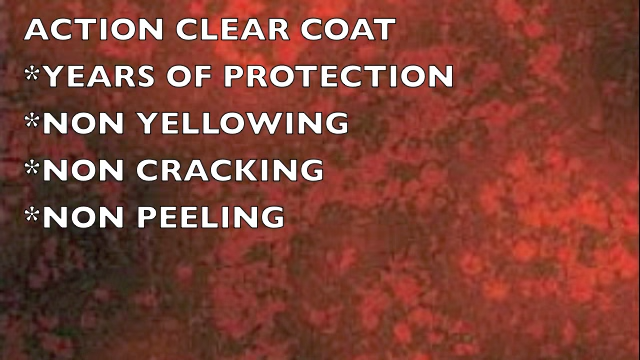 ACTION CLEAR COAT
*YEARS OF PROTECTION
*NON YELLOWING
*NON CRACKING
*NON PEELING